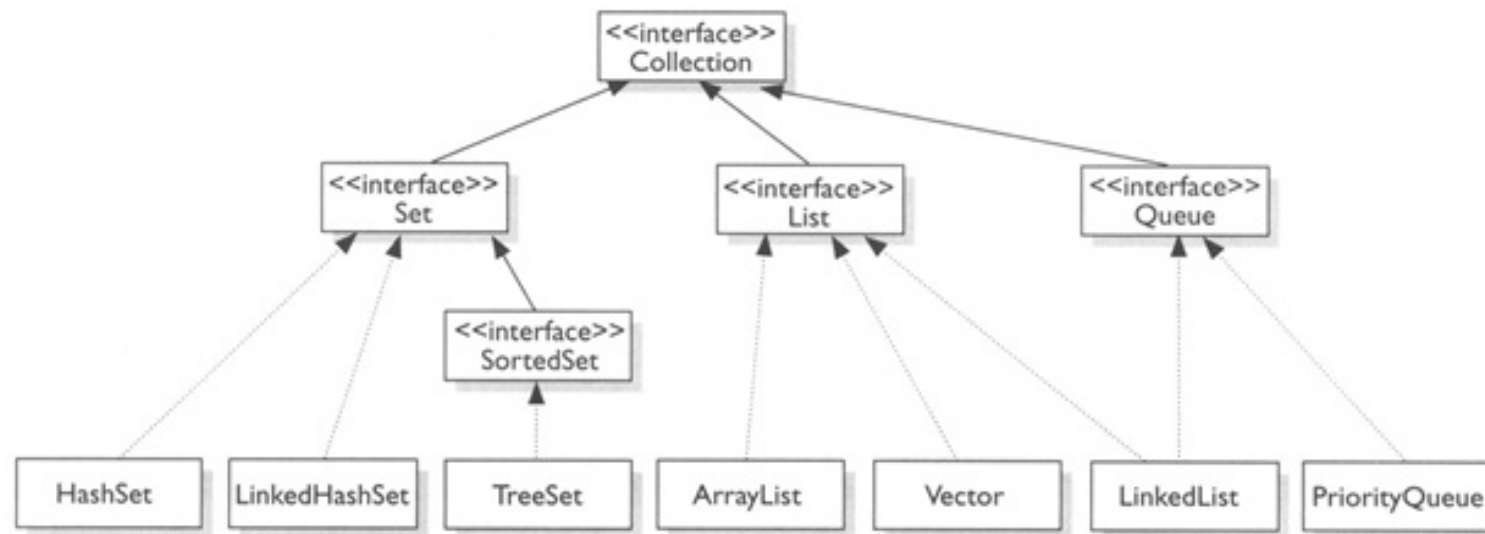 <<interface>>
Collection
<<interface>>
Set
<<interface>>
List
<<interface>>
Queue
<<interface>>
SortedSet
HashSet
LinkedHashSet
TreeSet
ArrayList
Vector
LinkedList
PriorityQueue